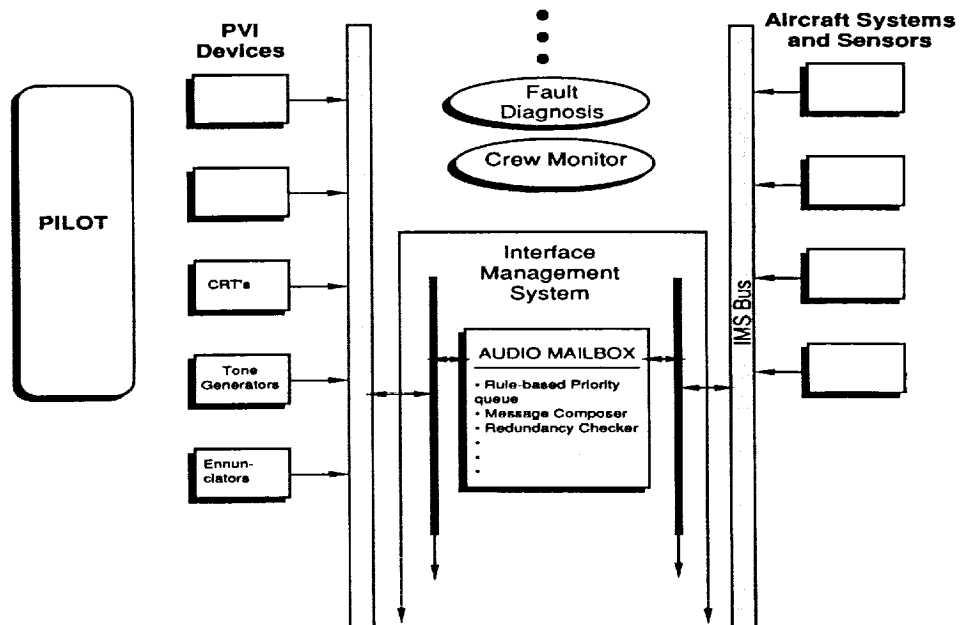 PVI
Devices
Aircraft Systems
and Sensors
PILOT
CRT's
Tone
Generators
Ennun-
ciators
Fault
Diagnosis
Crew Monitor
Interface
Management
System
AUDIO MAILBOX
• Rule-based Priority
queue
• Message Composer
• Redundancy Checker
•
•
•
IMS Bus